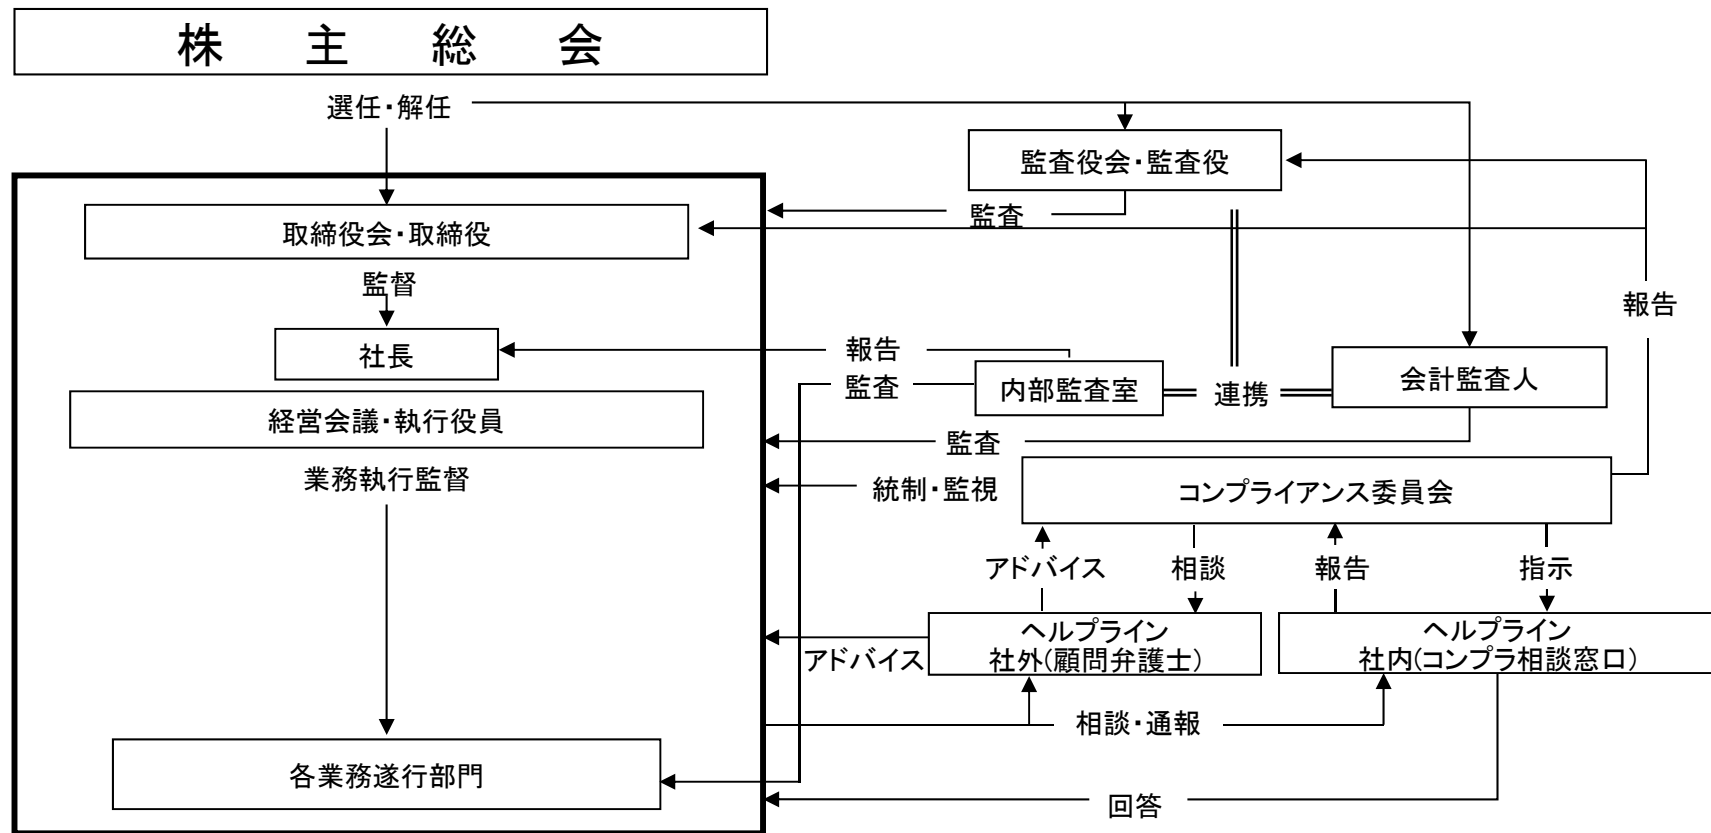 株主総会
選任・解任
監査役会・監査役
監査
取締役会・取締役
監督
報告
社長
報告
監査
内部監査室
連携
会計監査人
経営会議・執行役員
監査
業務執行監督
統制・監視
コンプライアンス委員会
アドバイス
相談
報告
指示
ヘルプライン
社外(顧問弁護士)
ヘルプライン
社内(コンプラ相談窓口)
アドバイス
相談・通報
各業務遂行部門
回答